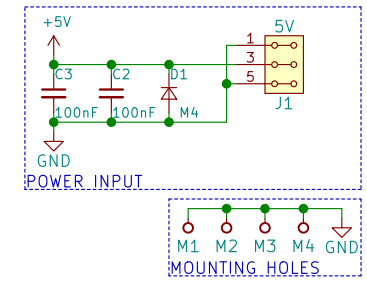 +5V
5V
1
3
5
J1
C3
C2
D1
100nF
100nF
M4
GND
POWER INPUT
M1
M2
M3
M4
GND
MOUNTING HOLES